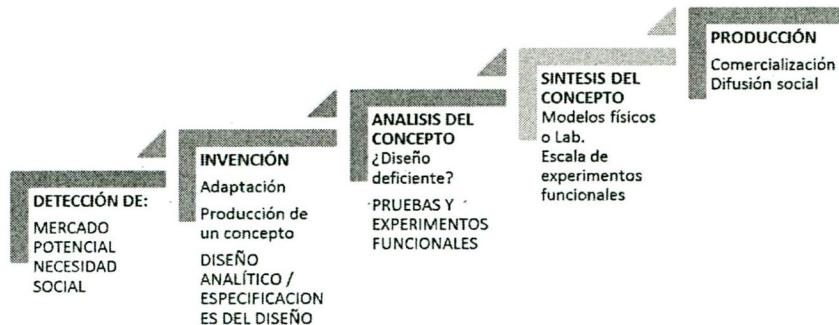 DETECCIÓN DE:
MERCADO
POTENCIAL
NECESIDAD
SOCIAL
INVENCIÓN
Adaptación
Producción de
un concepto
DISEÑO
ANALÍTICO /
ESPECIFICACION
ES DEL DISEÑO
ANALISIS DEL
CONCEPTO
¿Diseño
deficiente?
PRUEBAS Y
EXPERIMENTOS
FUNCIONALES
SINTESIS DEL
CONCEPTO
Modelos físicos
o Lab.
Escala de
experimentos
funcionales
PRODUCCIÓN
Comercialización
Difusión social